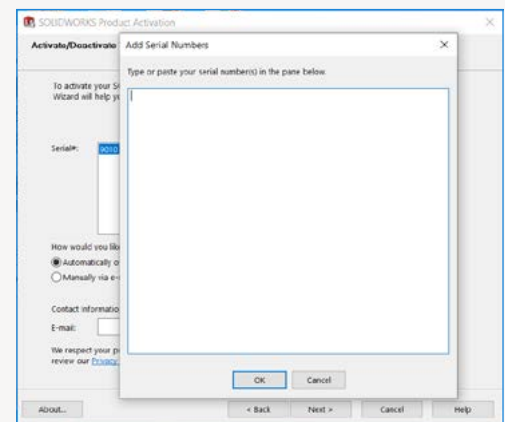 SOLIDWORKS Product Activation
Activate/Deactivate
Add Serial Numbers
Type or paste your serial number(s) in the pane below.
To activate your S
Wizard will help yo
Serial#:
9010
How would you lik
Automatically o
Manually via e-
Contact Informatio
E-mail:
We respect your p
review our Privacy
OK
Cancel
About...
< Back
Next >
Cancel
Help